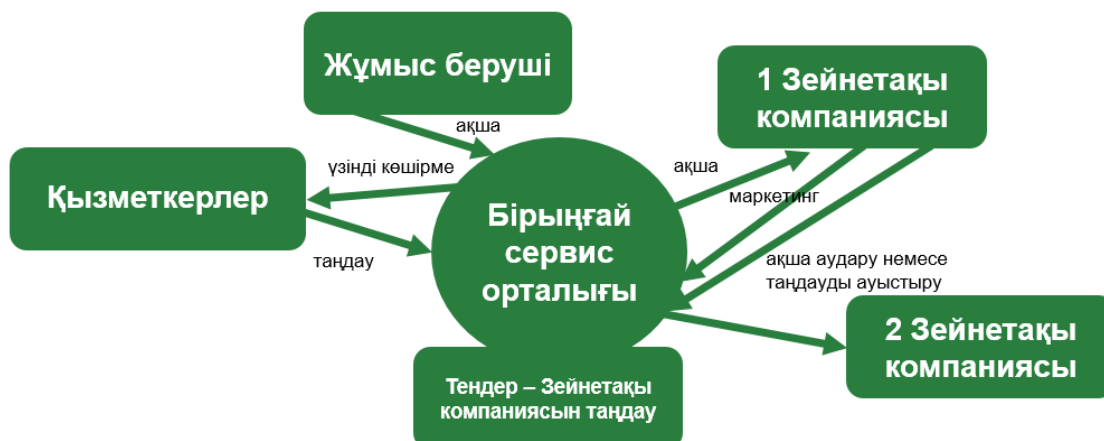 Жұмыс беруші
1 Зейнетақы
компаниясы
ақша
үзінді көшірме
ақша
Қызметкерлер
маркетинг
Бірыңғай
сервис
орталығы
таңдау
ақша аудару немесе
таңдауды ауыстыру
2 Зейнетақы
компаниясы
Тендер – Зейнетақы
компаниясын таңдау